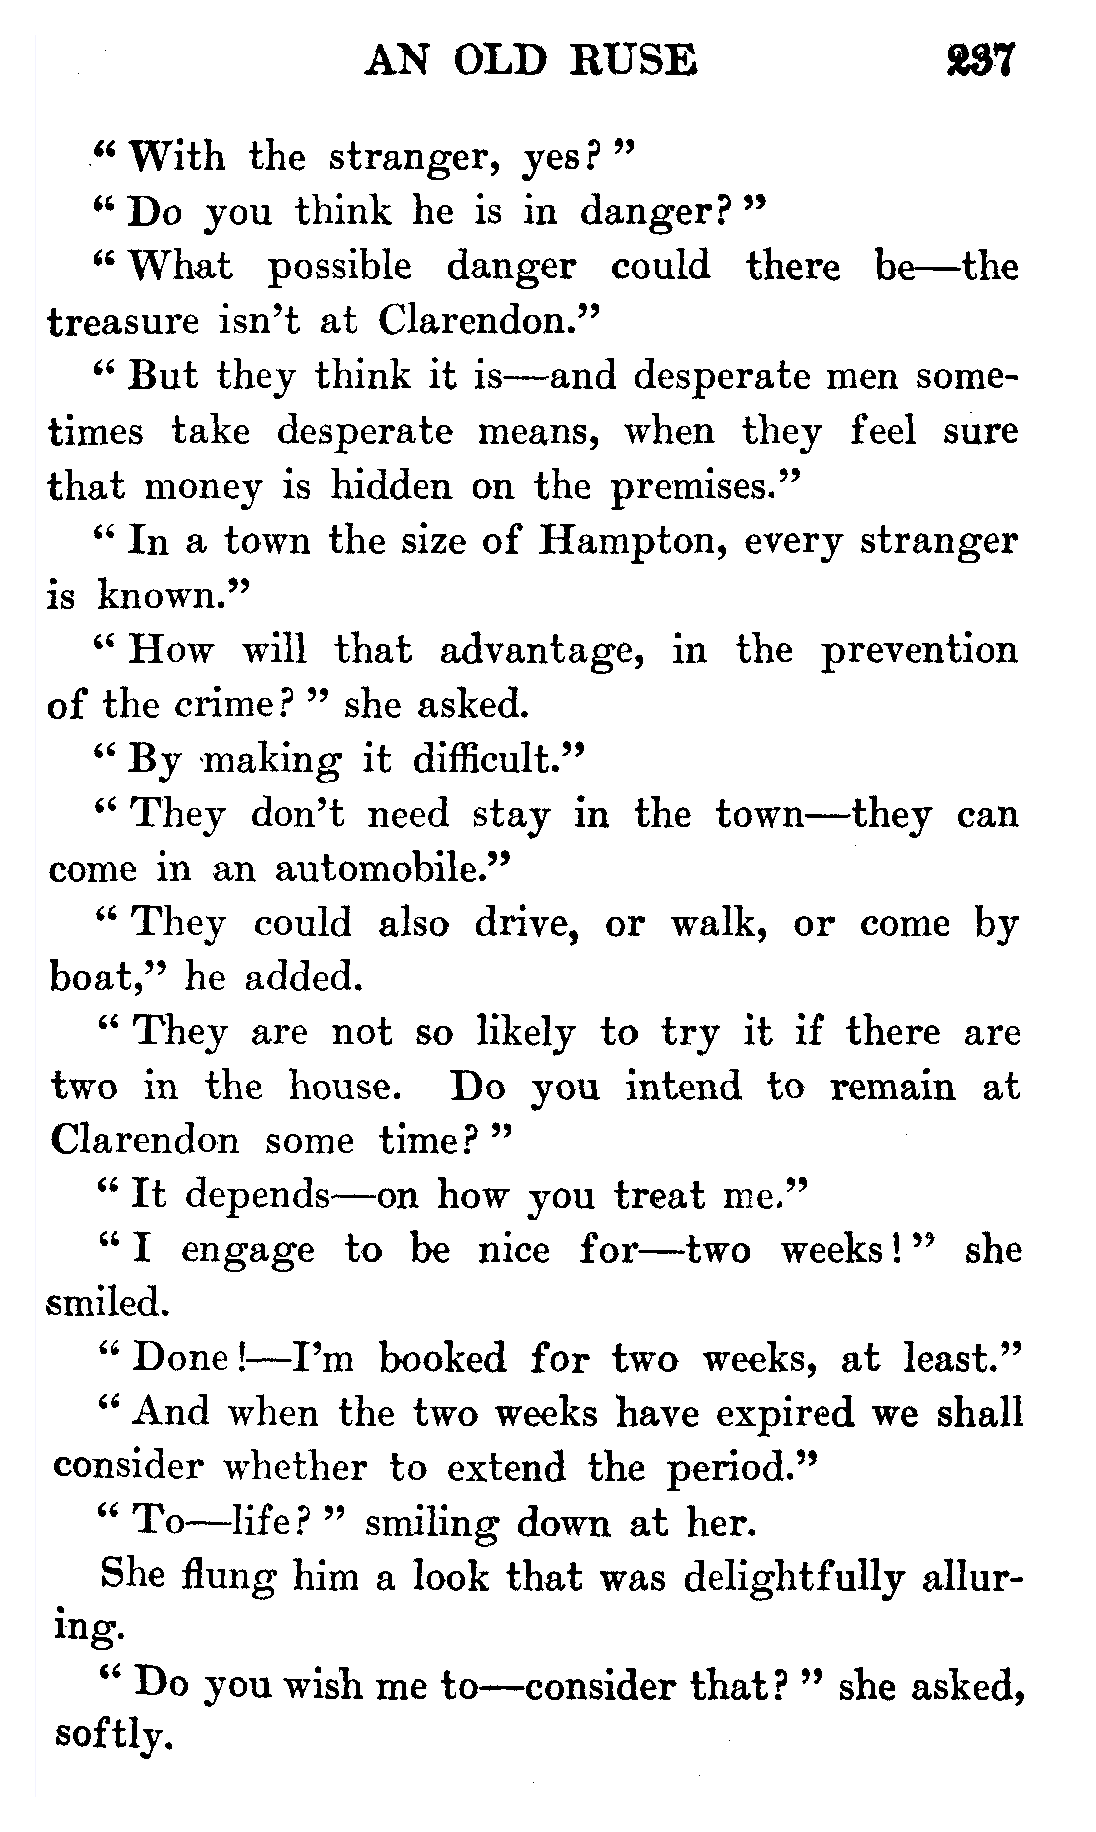 AN OLD RUSE 237
" With the stranger, yes? "
" Do you think he is in danger? "
" What possible danger could there be—the
treasure isn't at Clarendon."
" But they think it is—and desperate men some-
times take desperate means, when they feel sure
that money is hidden on the premises."
" In a town the size of Hampton, every stranger
is known."
" How will that advantage, in the prevention
of the crime? " she asked.
" By making it difficult."
" They don't need stay in the town—they can
come in an automobile."
" They could also drive, or walk, or come by
boat," he added.
" They are not so likely to try it if there are
two in the house. Do you intend to remain at
Clarendon some time? "
" It depends—on how you treat me."
" I engage to be nice for—two weeks! " she
smiled.
" Done!—I'm booked for two weeks, at least."
" And when the two weeks have expired we shall
consider whether to extend the period."
" To—life? " smiling down at her.
She flung him a look that was delightfully allur-
ing.
" Do you wish me to—consider that? " she asked,
softly.